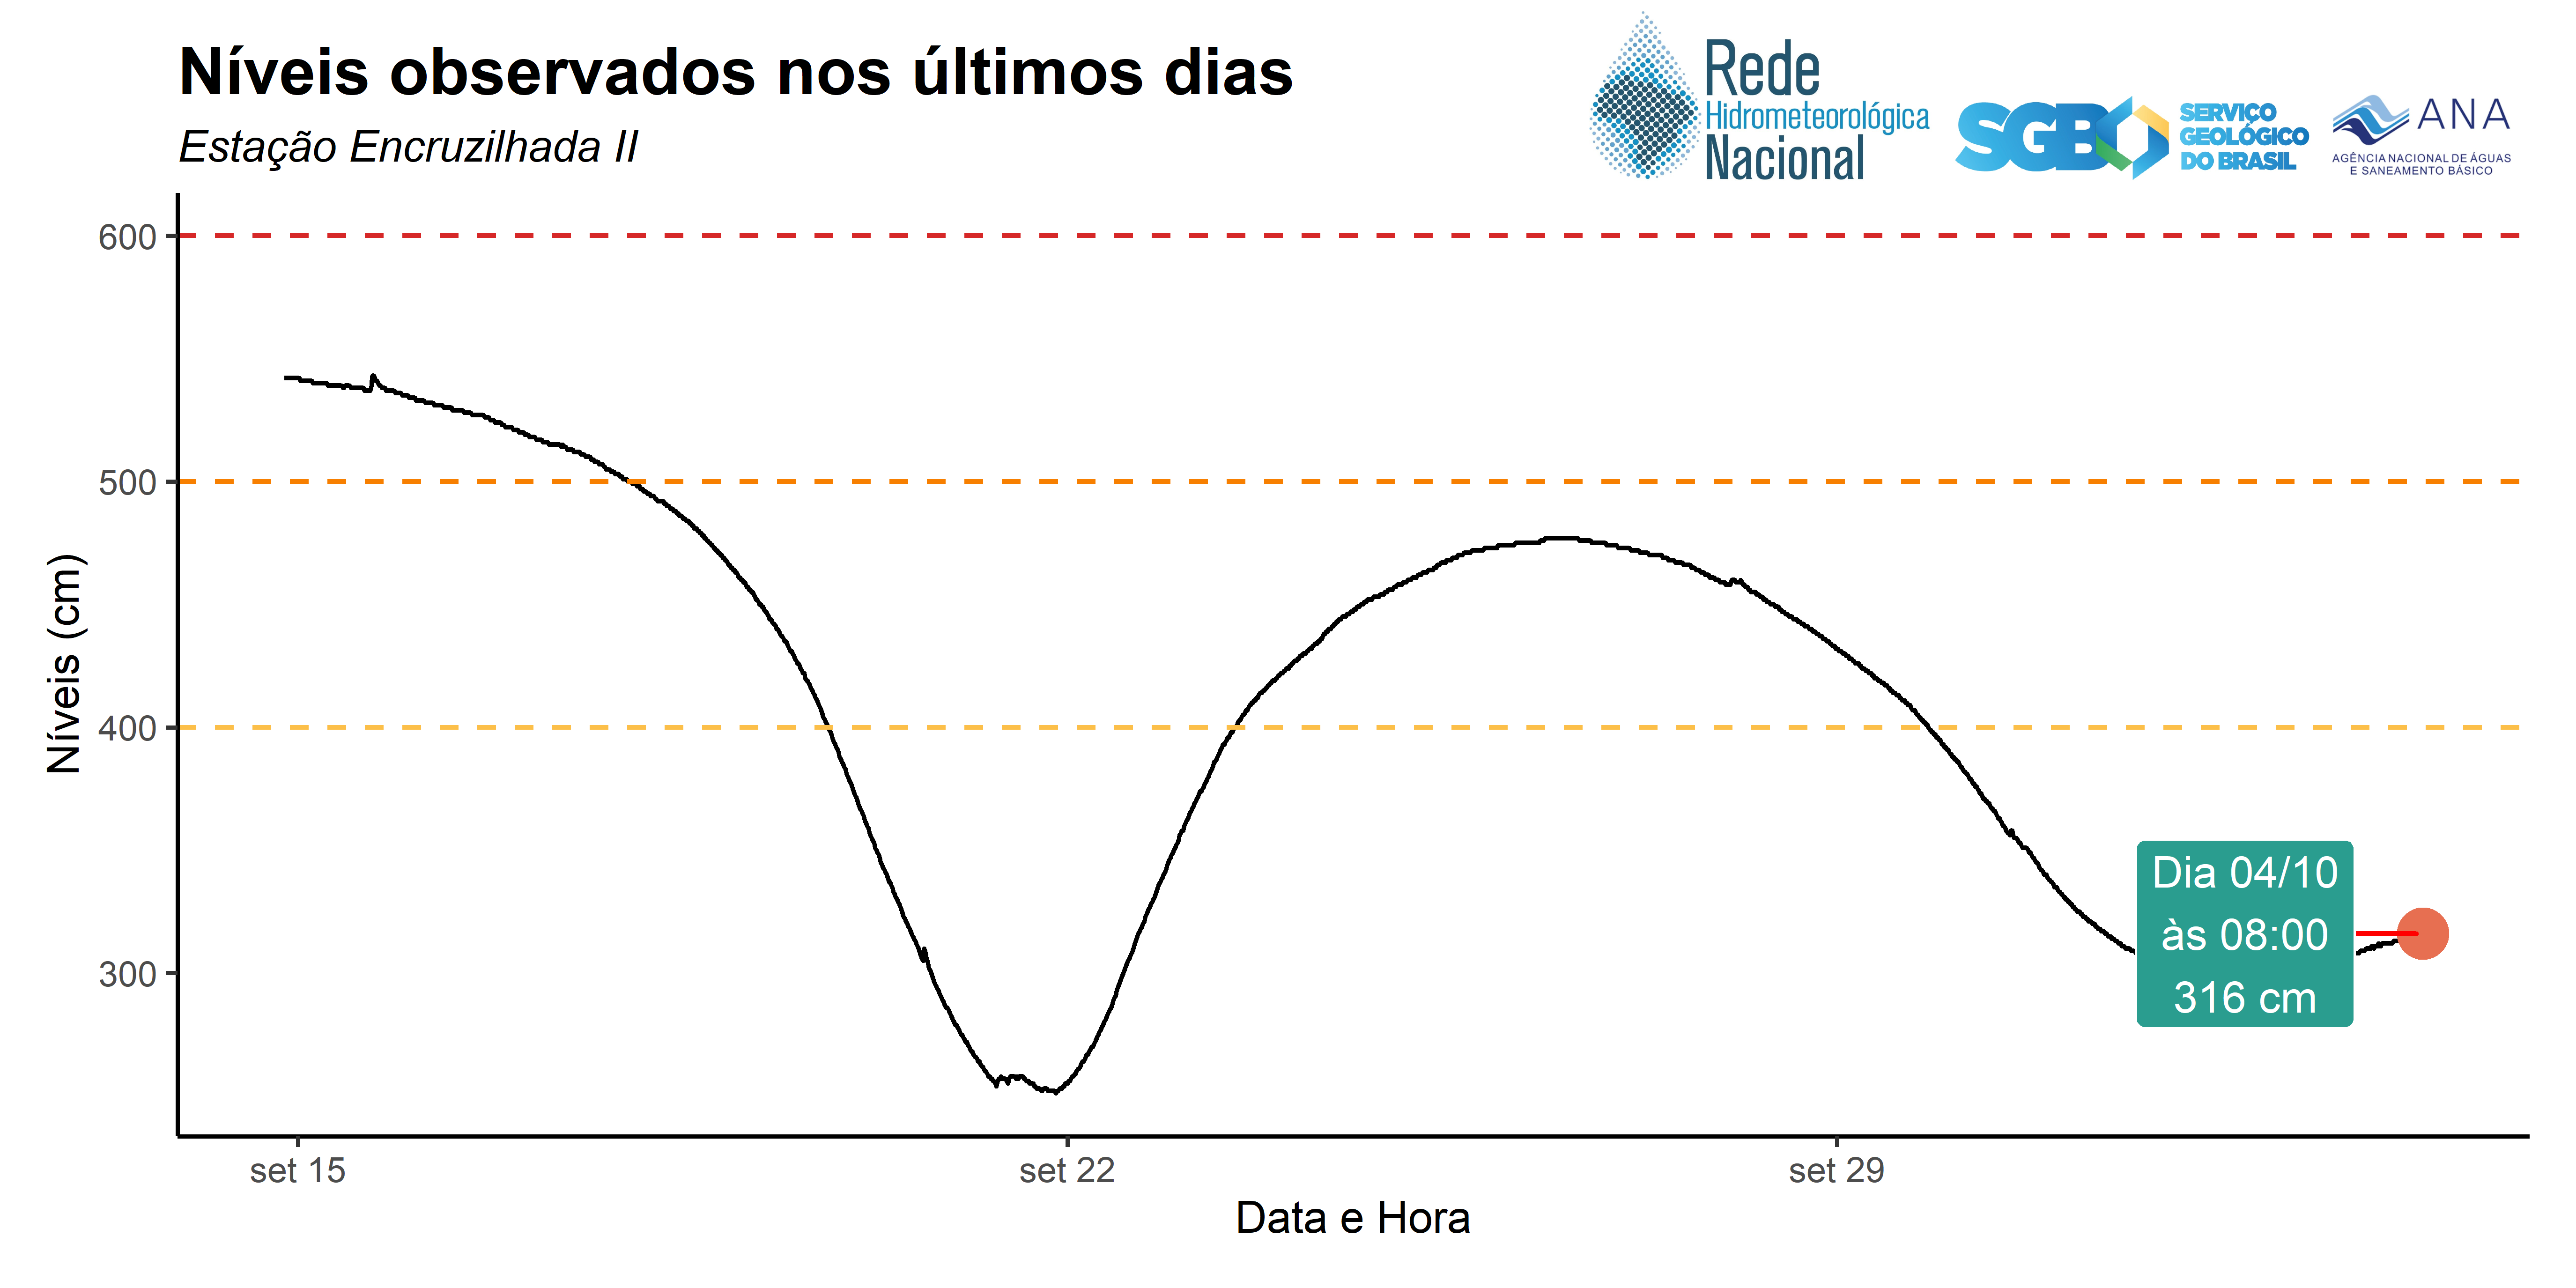 Níveis observados nos últimos dias
Estação Encruzilhada II
Rede
Hidrometeorológica
Nacional
SGB
SERVIÇO
GEOLÓGICO
DO BRASIL
ANA
AGÊNCIA NACIONAL DE ÁGUAS
E SANEAMENTO BÁSICO
Níveis (cm)
600
500
400
300
Dia 04/10
às 08:00
316 cm
set 15
set 22
set 29
Data e Hora